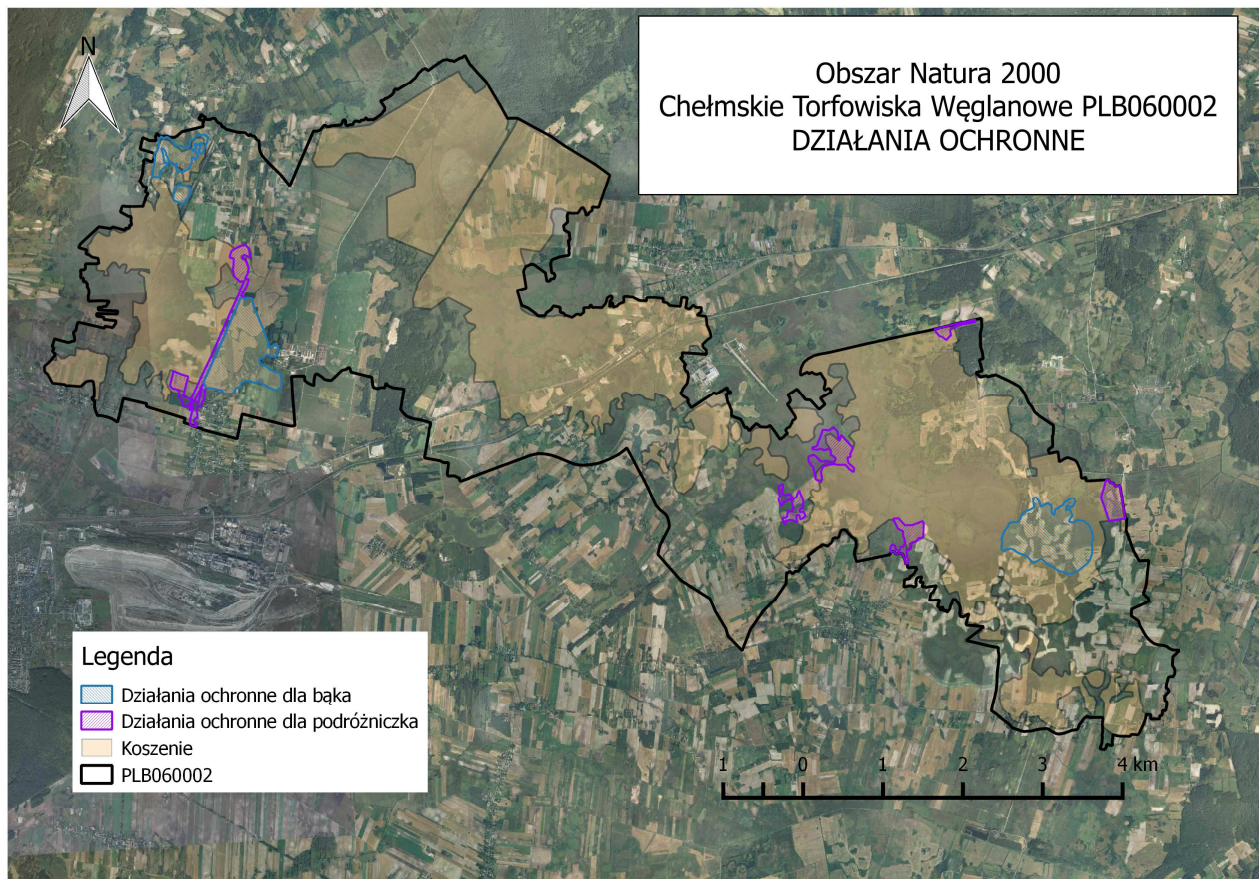 N
Obszar Natura 2000
Chełmskie Torfowiska Węglanowe PLB060002
DZIAŁANIA OCHRONNE
Legenda
Działania ochronne dla bąka
Działania ochronne dla podróżniczka
Koszenie
PLB060002
1 0 1 2 3 4 km